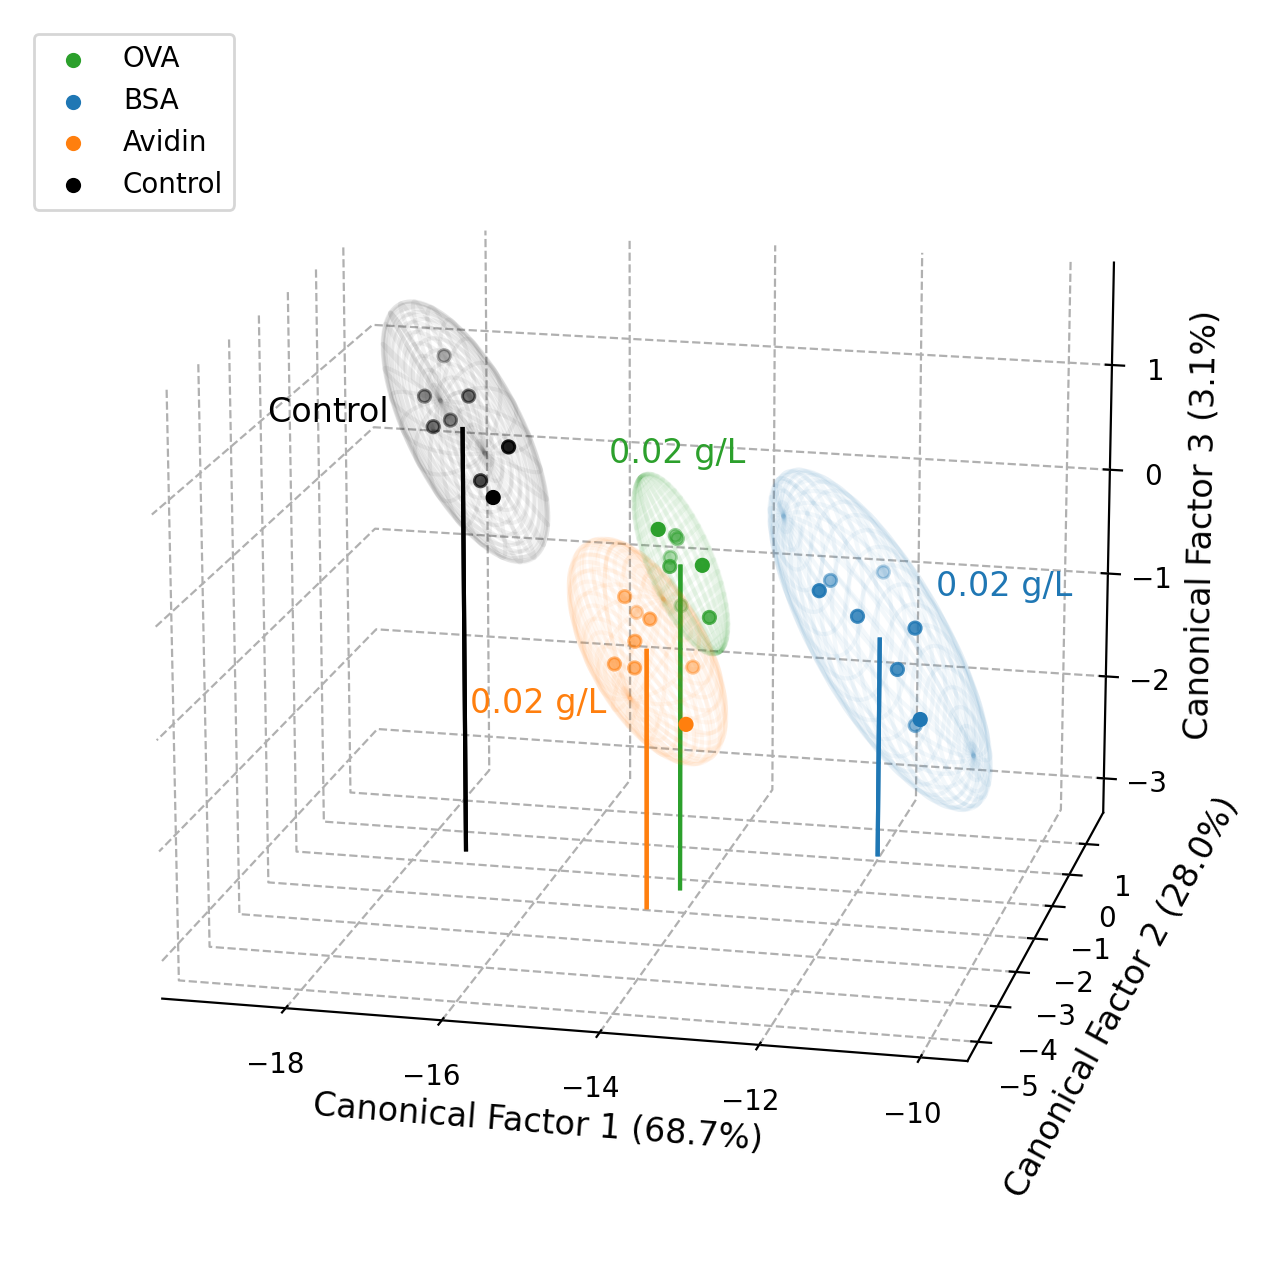 OVA
BSA
Avidin
Control
Control
0.02 g/L
0.02 g/L
0.02 g/L
1
0
−1
−2
−3
Canonical Factor 3 (3.1%)
1
0
−1
−2
−3
−4
−5
Canonical Factor 2 (28.0%)
−18
−16
−14
−12
−10
Canonical Factor 1 (68.7%)